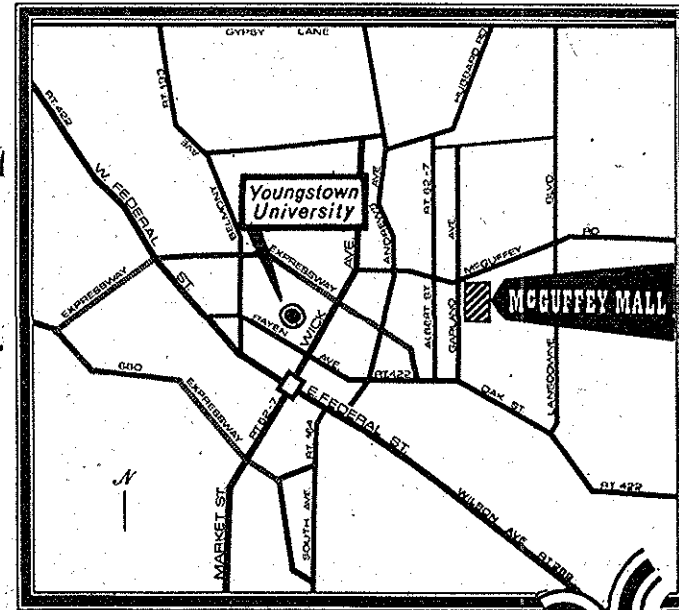 GYPSY LANE
HUBBARD RD.
RT. 193
RT. 422
AVE
BELMONT
W. FEDERAL
ST.
Youngstown
University
AVE.
ANDREWS
AVE
RT 62-7
AVE.
BLVD
RD
McGUFFEY
EXPRESSWAY
EXPRESSWAY
McGUFFEY MALL
ALBERT ST.
GARLAND
LANSDOWNE
RAYEN
AVE.
WICK
RT.422
OAK ST.
680
EXPRESSWAY
E. FEDERAL ST.
RT. 62-7
RT. 164
N
MARKET ST.
SOUTH AVE.
WILSON AVE.
RT. 422